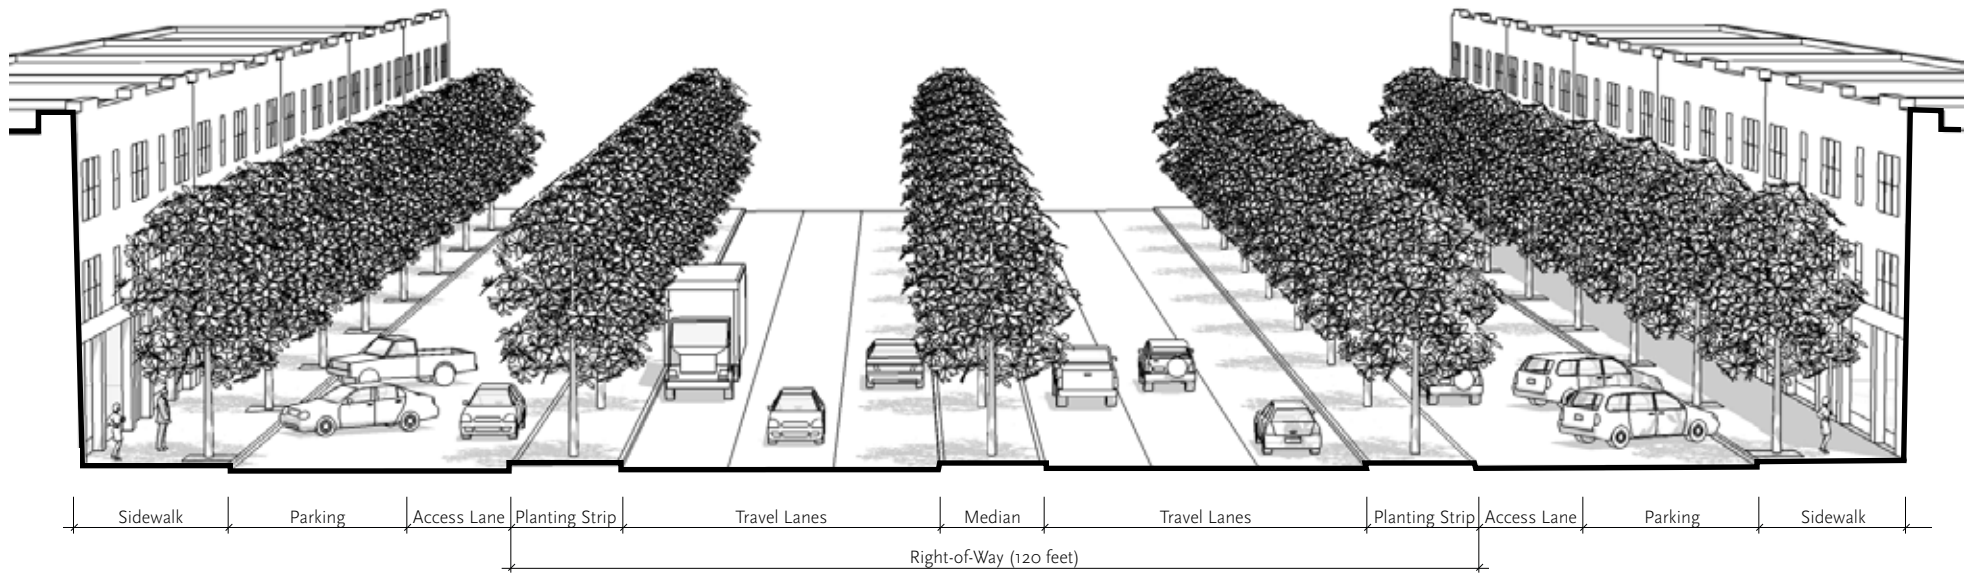 Sidewalk Parking Access Lane Planting Strip Travel Lanes Median Travel Lanes Planting Strip Access Lane Parking Sidewalk
Right-of-Way (120 feet)